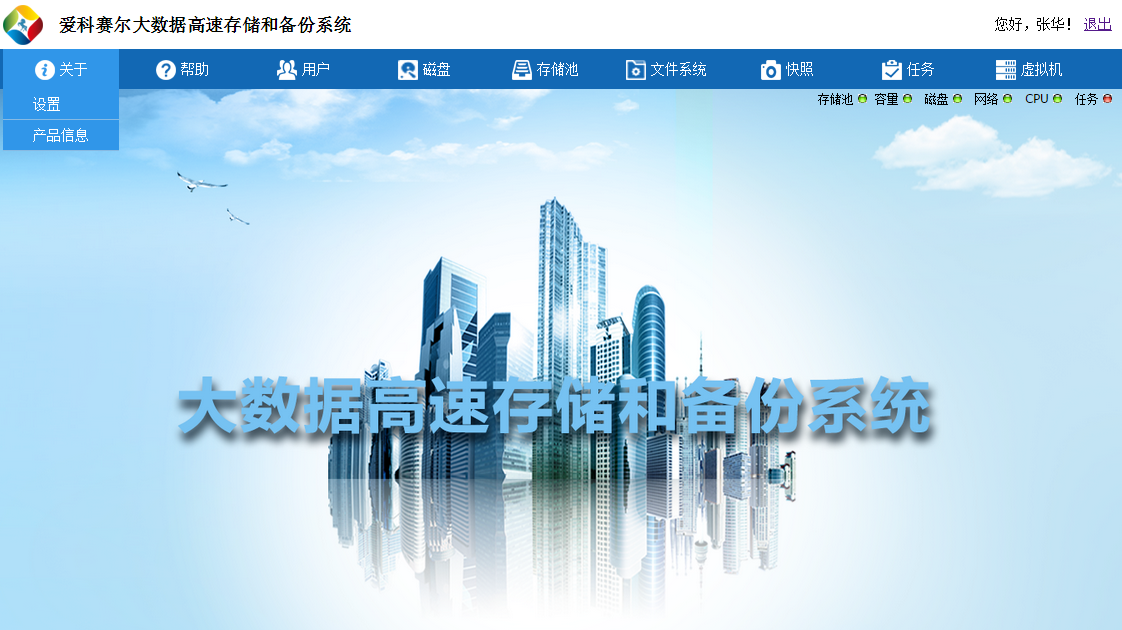 爱科赛尔大数据高速存储和备份系统
您好，张华！ 退出
关于 帮助 用户 磁盘 存储池 文件系统 快照 任务 虚拟机
存储池 容量 磁盘 网络 CPU 任务
设置
产品信息
大数据高速存储和备份系统